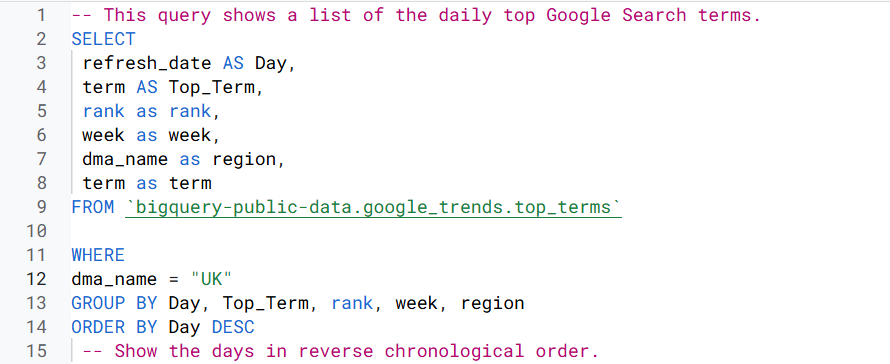 1 -- This query shows a list of the daily top Google Search terms.
2 SELECT
3 refresh_date AS Day,
4 term AS Top_Term,
5 rank as rank,
6 week as week,
7 dma_name as region,
8 term as term
9 FROM `bigquery-public-data.google_trends.top_terms`
10
11 WHERE
12 dma_name = "UK"
13 GROUP BY Day, Top_Term, rank, week, region
14 ORDER BY Day DESC
15 -- Show the days in reverse chronological order.